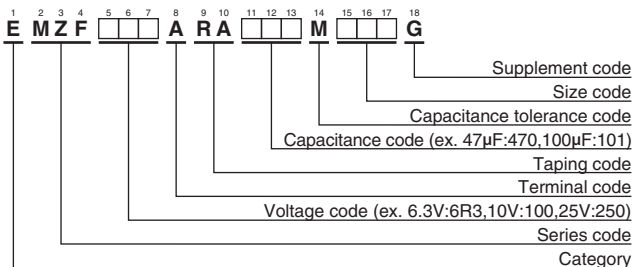 1 2 3 4 5 6 7 8 9 10 11 12 13 14 15 16 17 18
E MZF A RA M G
Supplement code
Size code
Capacitance tolerance code
Capacitance code (ex. 47μF:470,100μF:101)
Taping code
Terminal code
Voltage code (ex. 6.3V:6R3,10V:100,25V:250)
Series code
Category